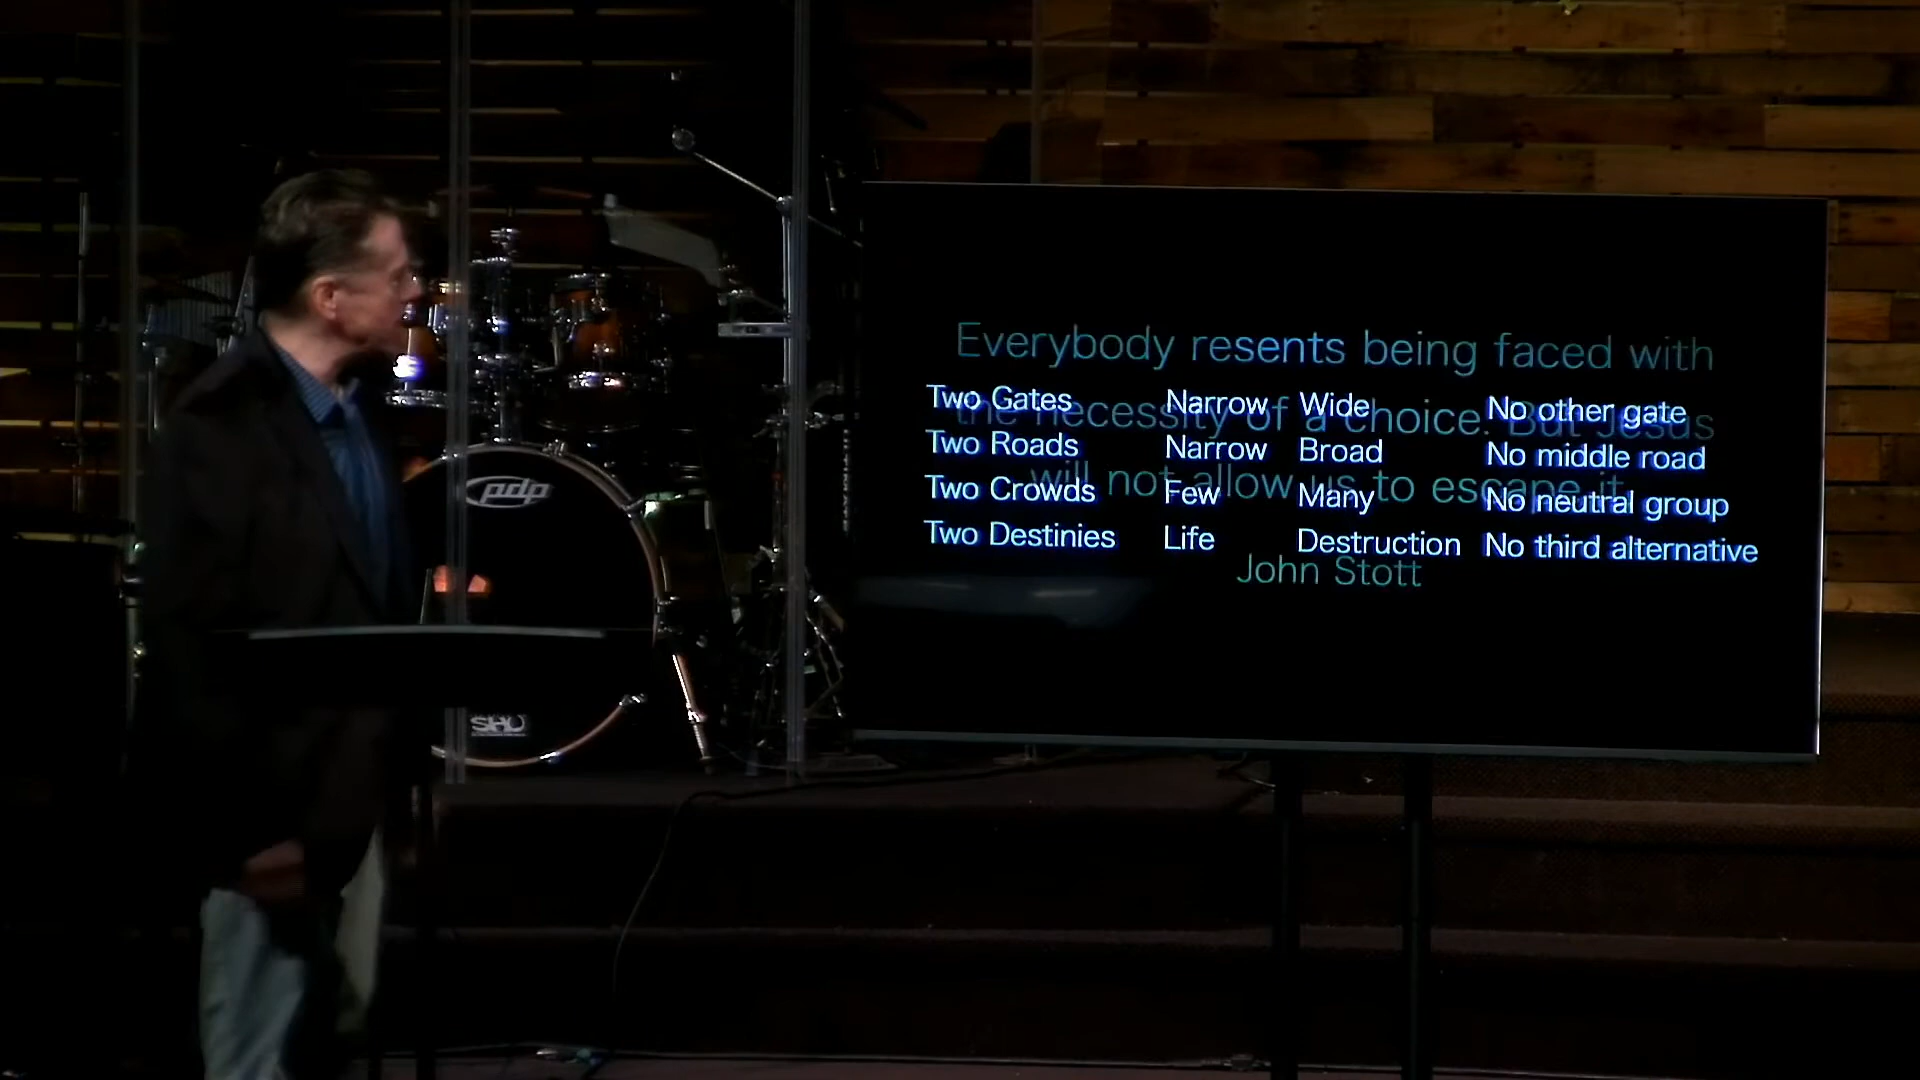 pdp
Everybody resents being faced with
the necessity of a choice. But Jesus
will not allow us to escape it.
John Stott
Two Gates Narrow Wide No other gate
Two Roads Narrow Broad No middle road
Two Crowds Few Many No neutral group
Two Destinies Life Destruction No third alternative